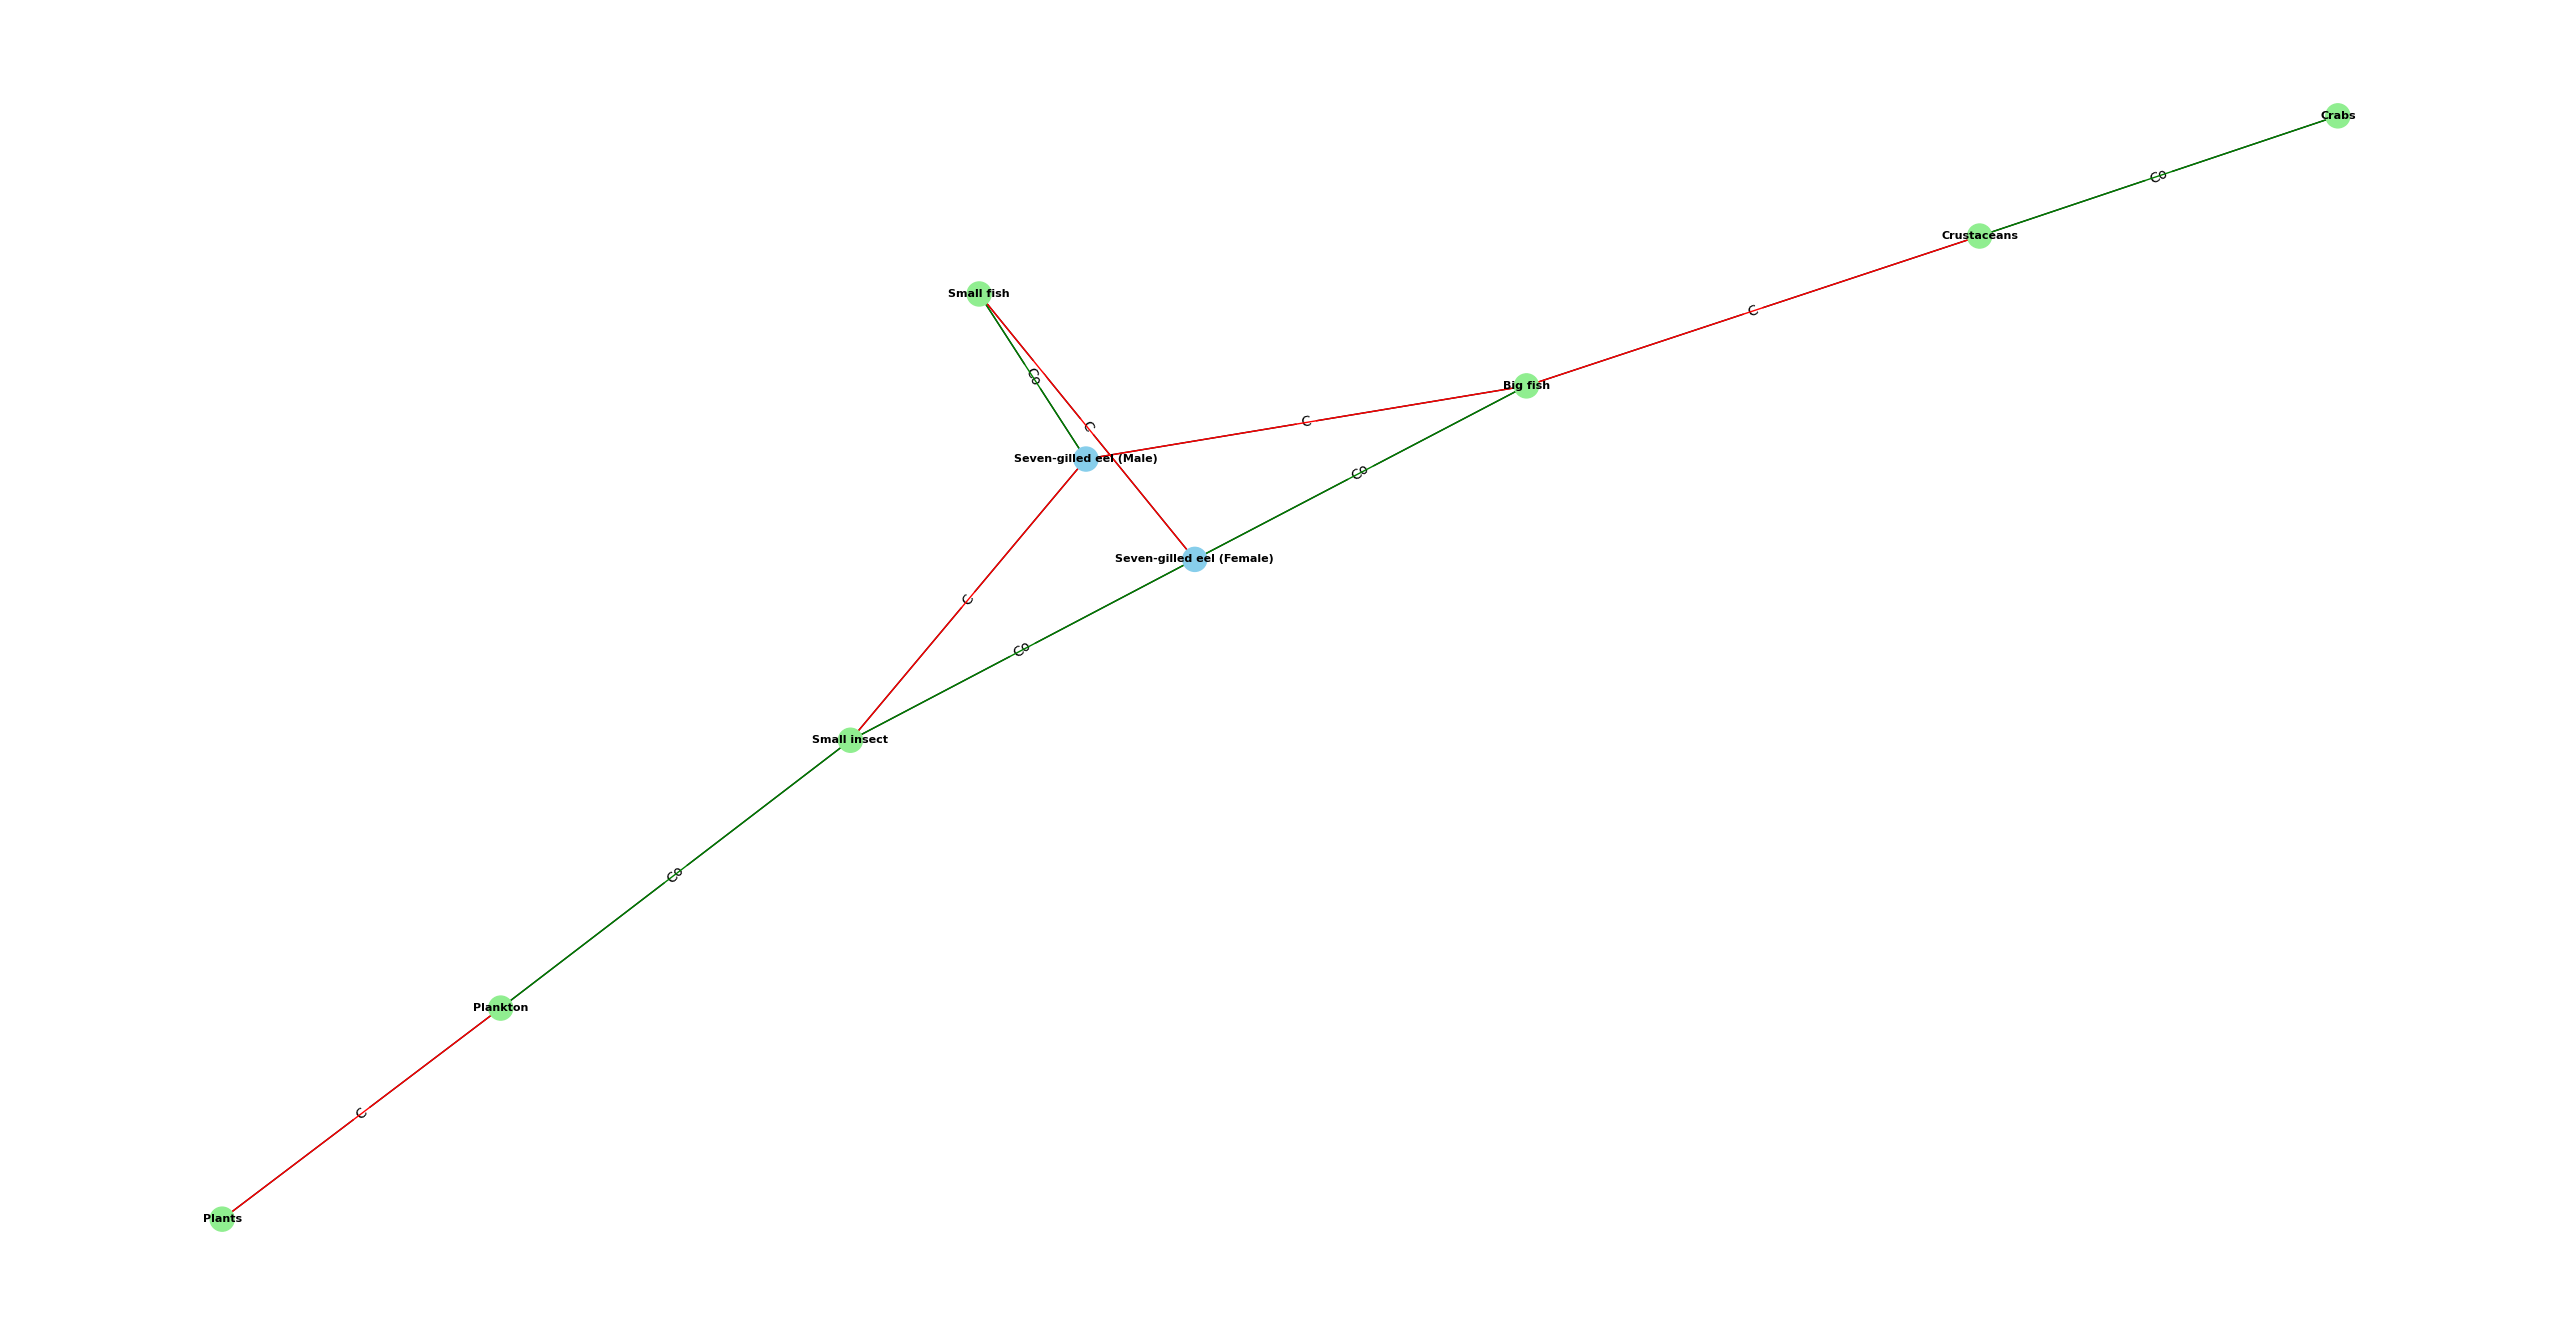 Crabs
Co
Crustaceans
Small fish
C
Co
Big fish
C
C
Seven-gilled eel (Male)
Co
Seven-gilled eel (Female)
C
Co
Small insect
Co
Plankton
C
Plants